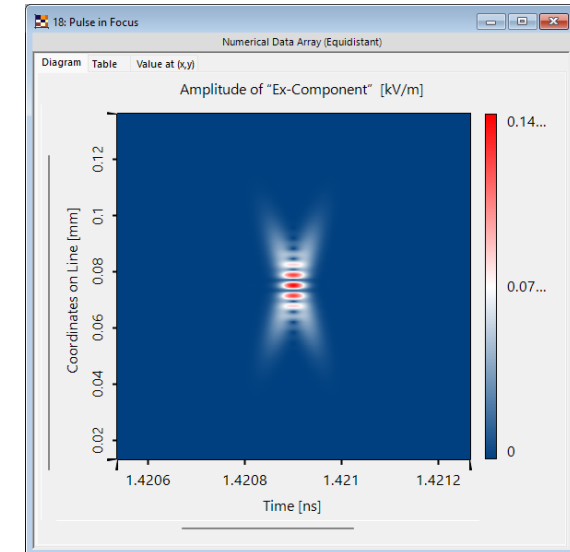 18: Pulse in Focus
Numerical Data Array (Equidistant)
Diagram Table Value at (x,y)
Amplitude of "Ex-Component" [kV/m]
0.14...
0.07...
0
Coordinates on Line [mm]
0.12
0.1
0.08
0.06
0.04
0.02
1.4206 1.4208 1.421 1.4212
Time [ns]